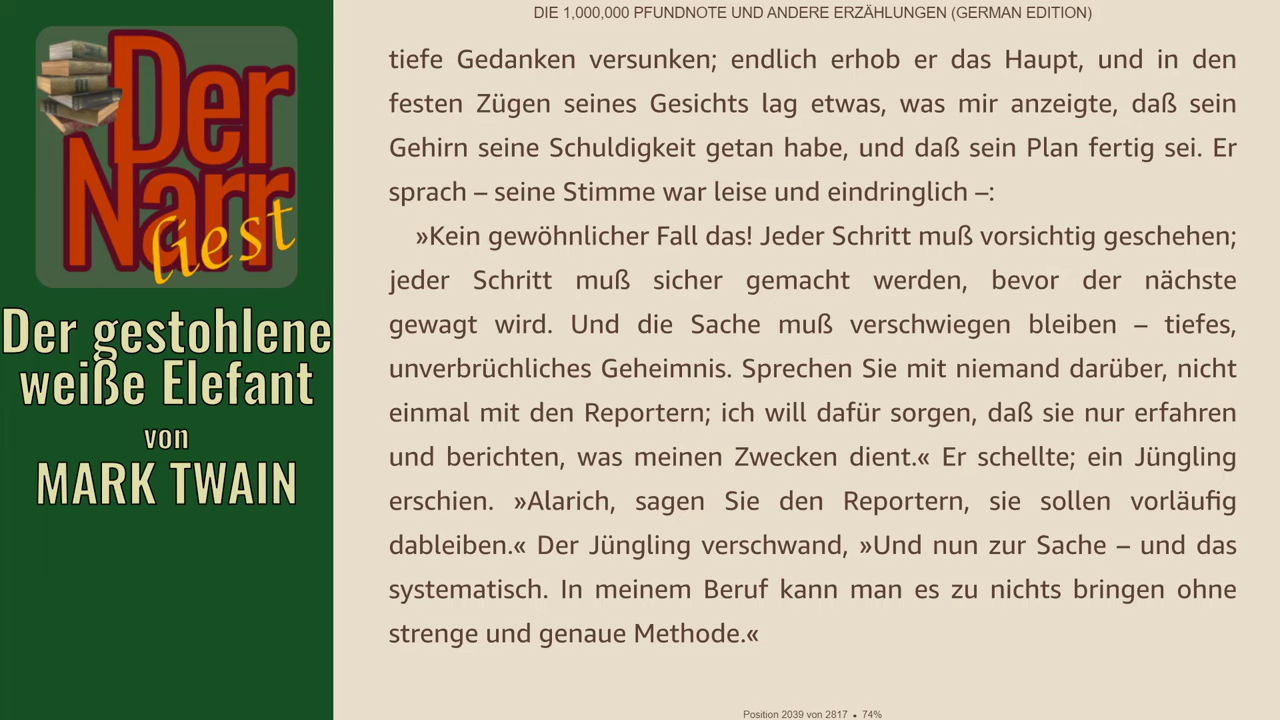 Der
Narr
liest
Der gestohlene
weiße Elefant
von
MARK TWAIN
DIE 1,000,000 PFUNDNOTE UND ANDERE ERZÄHLUNGEN (GERMAN EDITION)
tiefe Gedanken versunken; endlich erhob er das Haupt, und in den
festen Zügen seines Gesichts lag etwas, was mir anzeigte, daß sein
Gehirn seine Schuldigkeit getan habe, und daß sein Plan fertig sei. Er
sprach – seine Stimme war leise und eindringlich –:
»Kein gewöhnlicher Fall das! Jeder Schritt muß vorsichtig geschehen;
jeder Schritt muß sicher gemacht werden, bevor der nächste
gewagt wird. Und die Sache muß verschwiegen bleiben – tiefes,
unverbrüchliches Geheimnis. Sprechen Sie mit niemand darüber, nicht
einmal mit den Reportern; ich will dafür sorgen, daß sie nur erfahren
und berichten, was meinen Zwecken dient.« Er schellte; ein Jüngling
erschien. »Alarich, sagen Sie den Reportern, sie sollen vorläufig
dableiben.« Der Jüngling verschwand, »Und nun zur Sache – und das
systematisch. In meinem Beruf kann man es zu nichts bringen ohne
strenge und genaue Methode.«
Position 2039 von 2817 • 74%